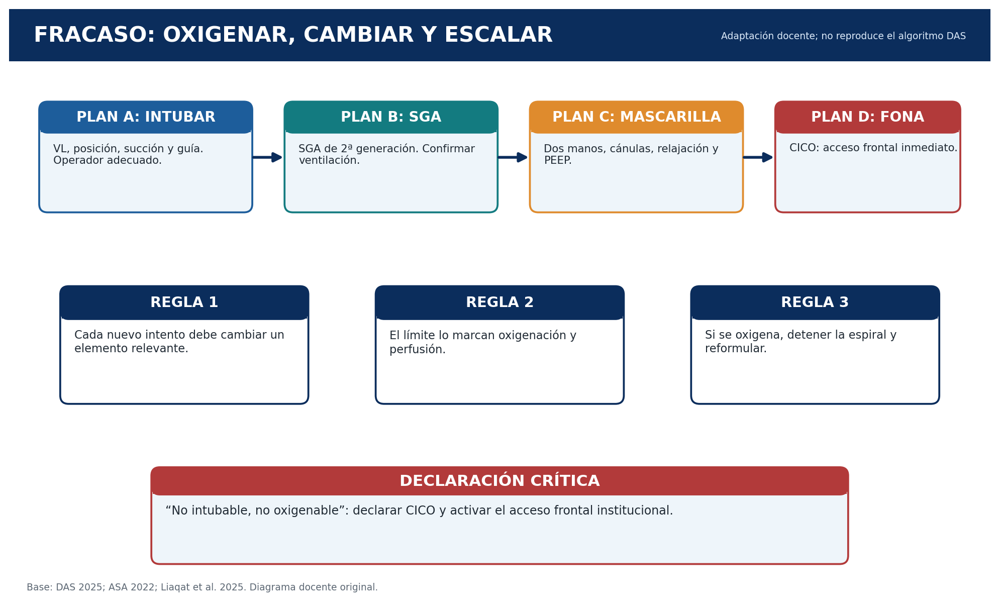 FRACASO: OXIGENAR, CAMBIAR Y ESCALAR
Adaptación docente; no reproduce el algoritmo DAS
PLAN A: INTUBAR
VL, posición, succión y guía.
Operador adecuado.
PLAN B: SGA
SGA de 2ª generación. Confirmar
ventilación.
PLAN C: MASCARILLA
Dos manos, cánulas, relajación y
PEEP.
PLAN D: FONA
CICO: acceso frontal inmediato.
REGLA 1
Cada nuevo intento debe cambiar un
elemento relevante.
REGLA 2
El límite lo marcan oxigenación y
perfusión.
REGLA 3
Si se oxigena, detener la espiral y
reformular.
DECLARACIÓN CRÍTICA
“No intubable, no oxigenable”: declarar CICO y activar el acceso frontal institucional.
Base: DAS 2025; ASA 2022; Liaqat et al. 2025. Diagrama docente original.